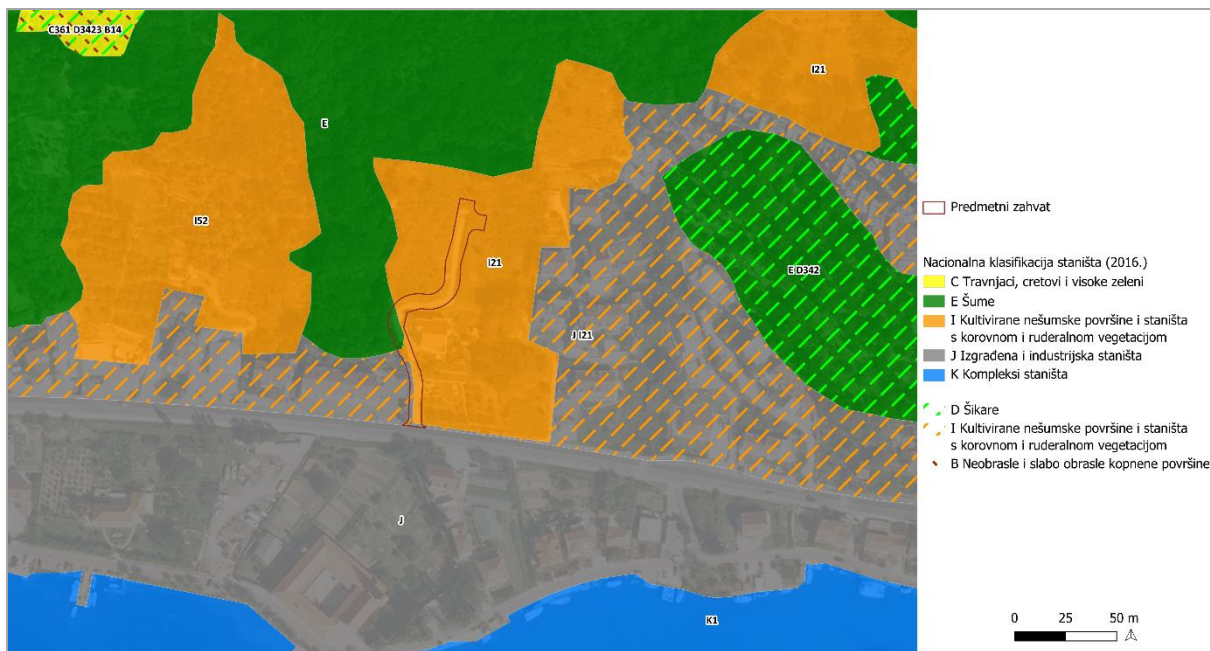 C361 D3423 B14
I21
E
I52
I21
E D342
J I21
J
K1
Predmetni zahvat
Nacionalna klasifikacija staništa (2016.)
C Travnjaci, cretovi i visoke zeleni
E Šume
I Kultivirane nešumske površine i staništa
s korovnom i ruderalnom vegetacijom
J Izgrađena i industrijska staništa
K Kompleksi staništa
D Šikare
I Kultivirane nešumske površine i staništa
s korovnom i ruderalnom vegetacijom
B Neobrasle i slabo obrasle kopnene površine
0 25 50 m